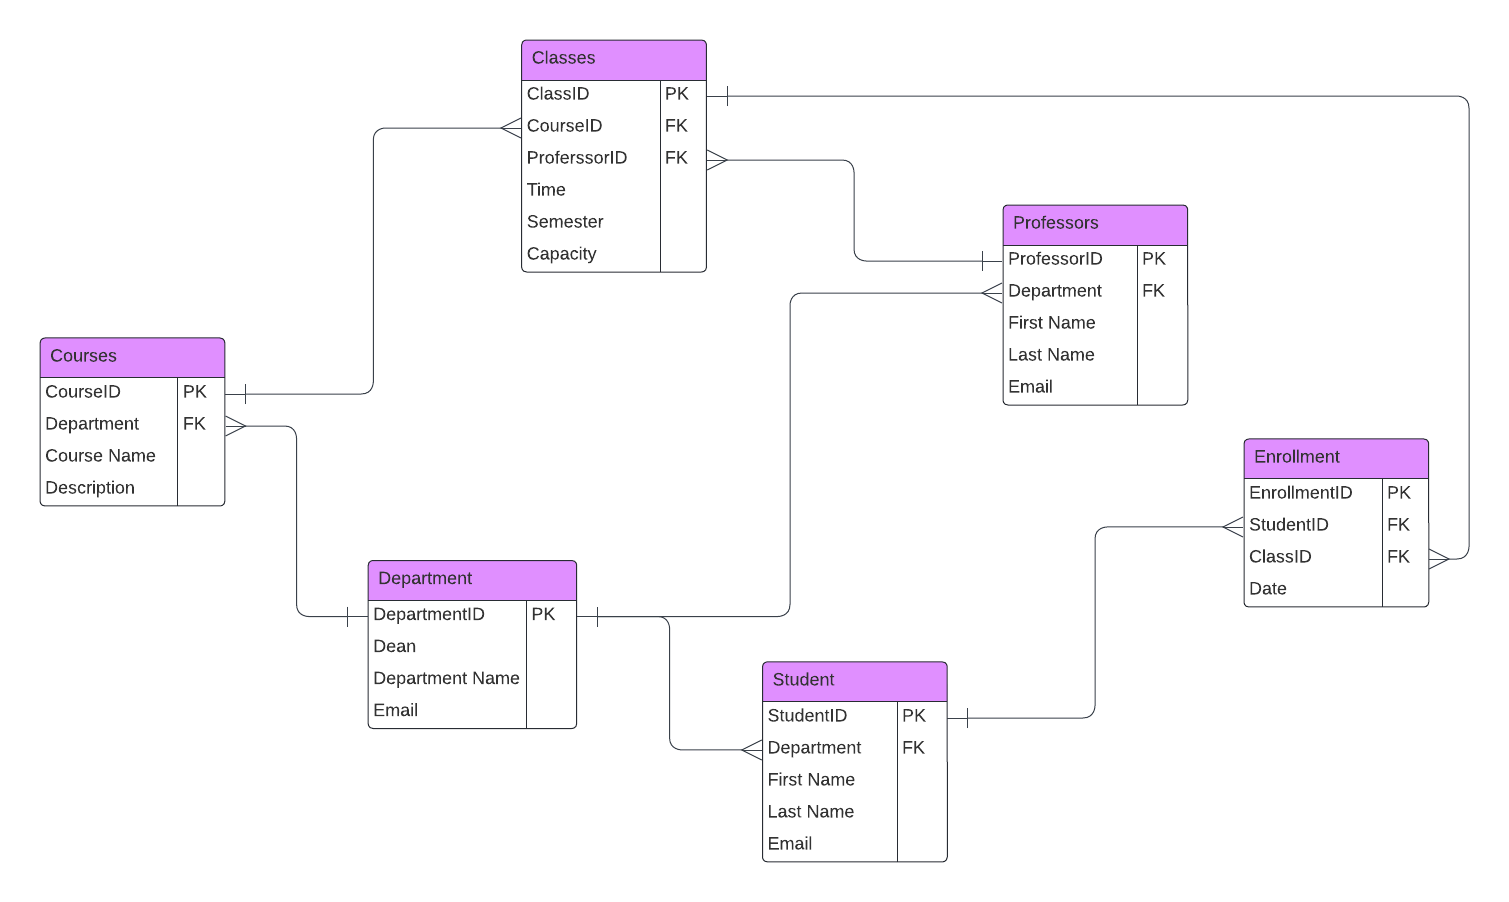 Classes
ClassID PK
CourseID FK
ProferssorID FK
Time
Semester
Capacity
Professors
ProfessorID PK
Department FK
First Name
Last Name
Email
Courses
CourseID PK
Department FK
Course Name
Description
Enrollment
EnrollmentID PK
StudentID FK
ClassID FK
Date
Department
DepartmentID PK
Dean
Department Name
Email
Student
StudentID PK
Department FK
First Name
Last Name
Email